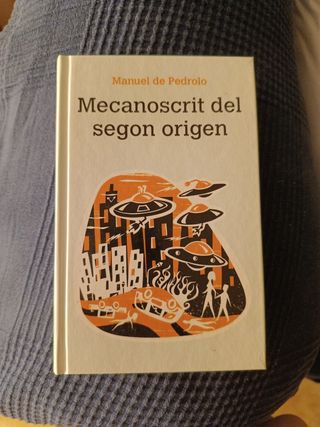 Manuel de Pedrolo
Mecanoscrit del
segon origen